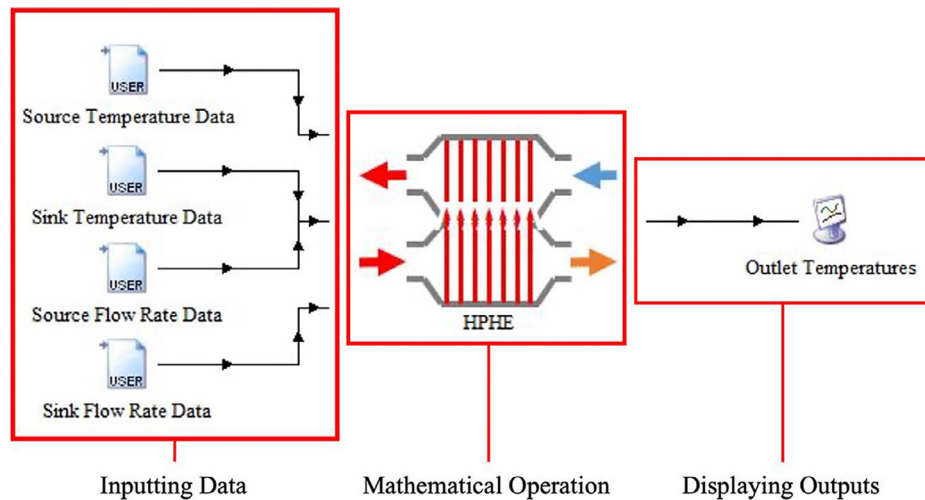 USER
Source Temperature Data
USER
Sink Temperature Data
USER
Source Flow Rate Data
USER
Sink Flow Rate Data
HPHE
Outlet Temperatures
Inputting Data
Mathematical Operation
Displaying Outputs